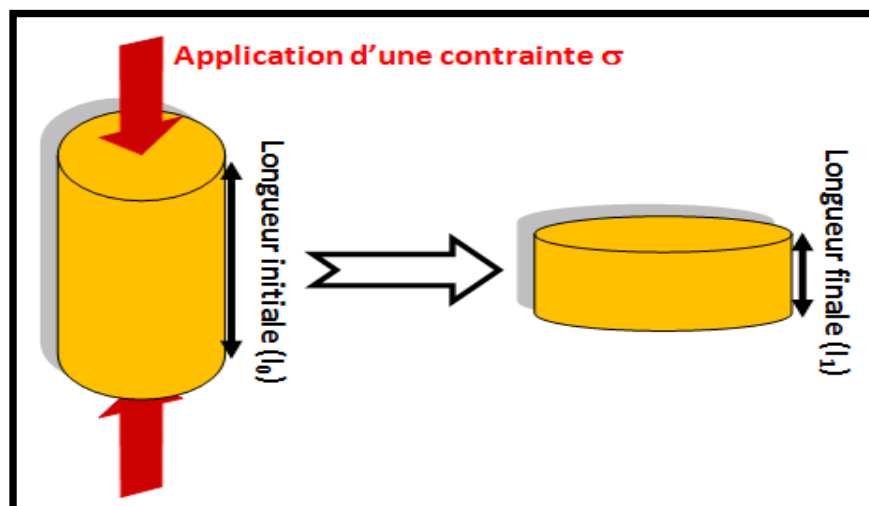 Application d'une contrainte σ
Longueur initiale (l₀)
Longueur finale (l₁)